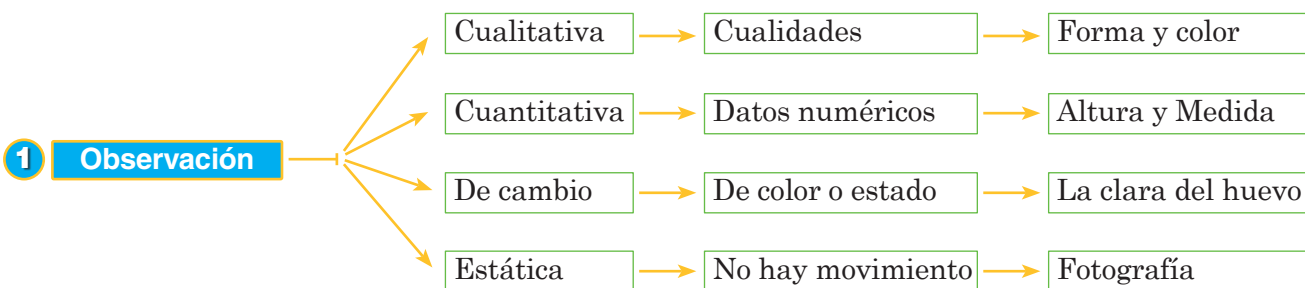 Cualitativa Cualidades Forma y color
Cuantitativa Datos numéricos Altura y Medida
1 Observación
De cambio De color o estado La clara del huevo
Estática No hay movimiento Fotografía